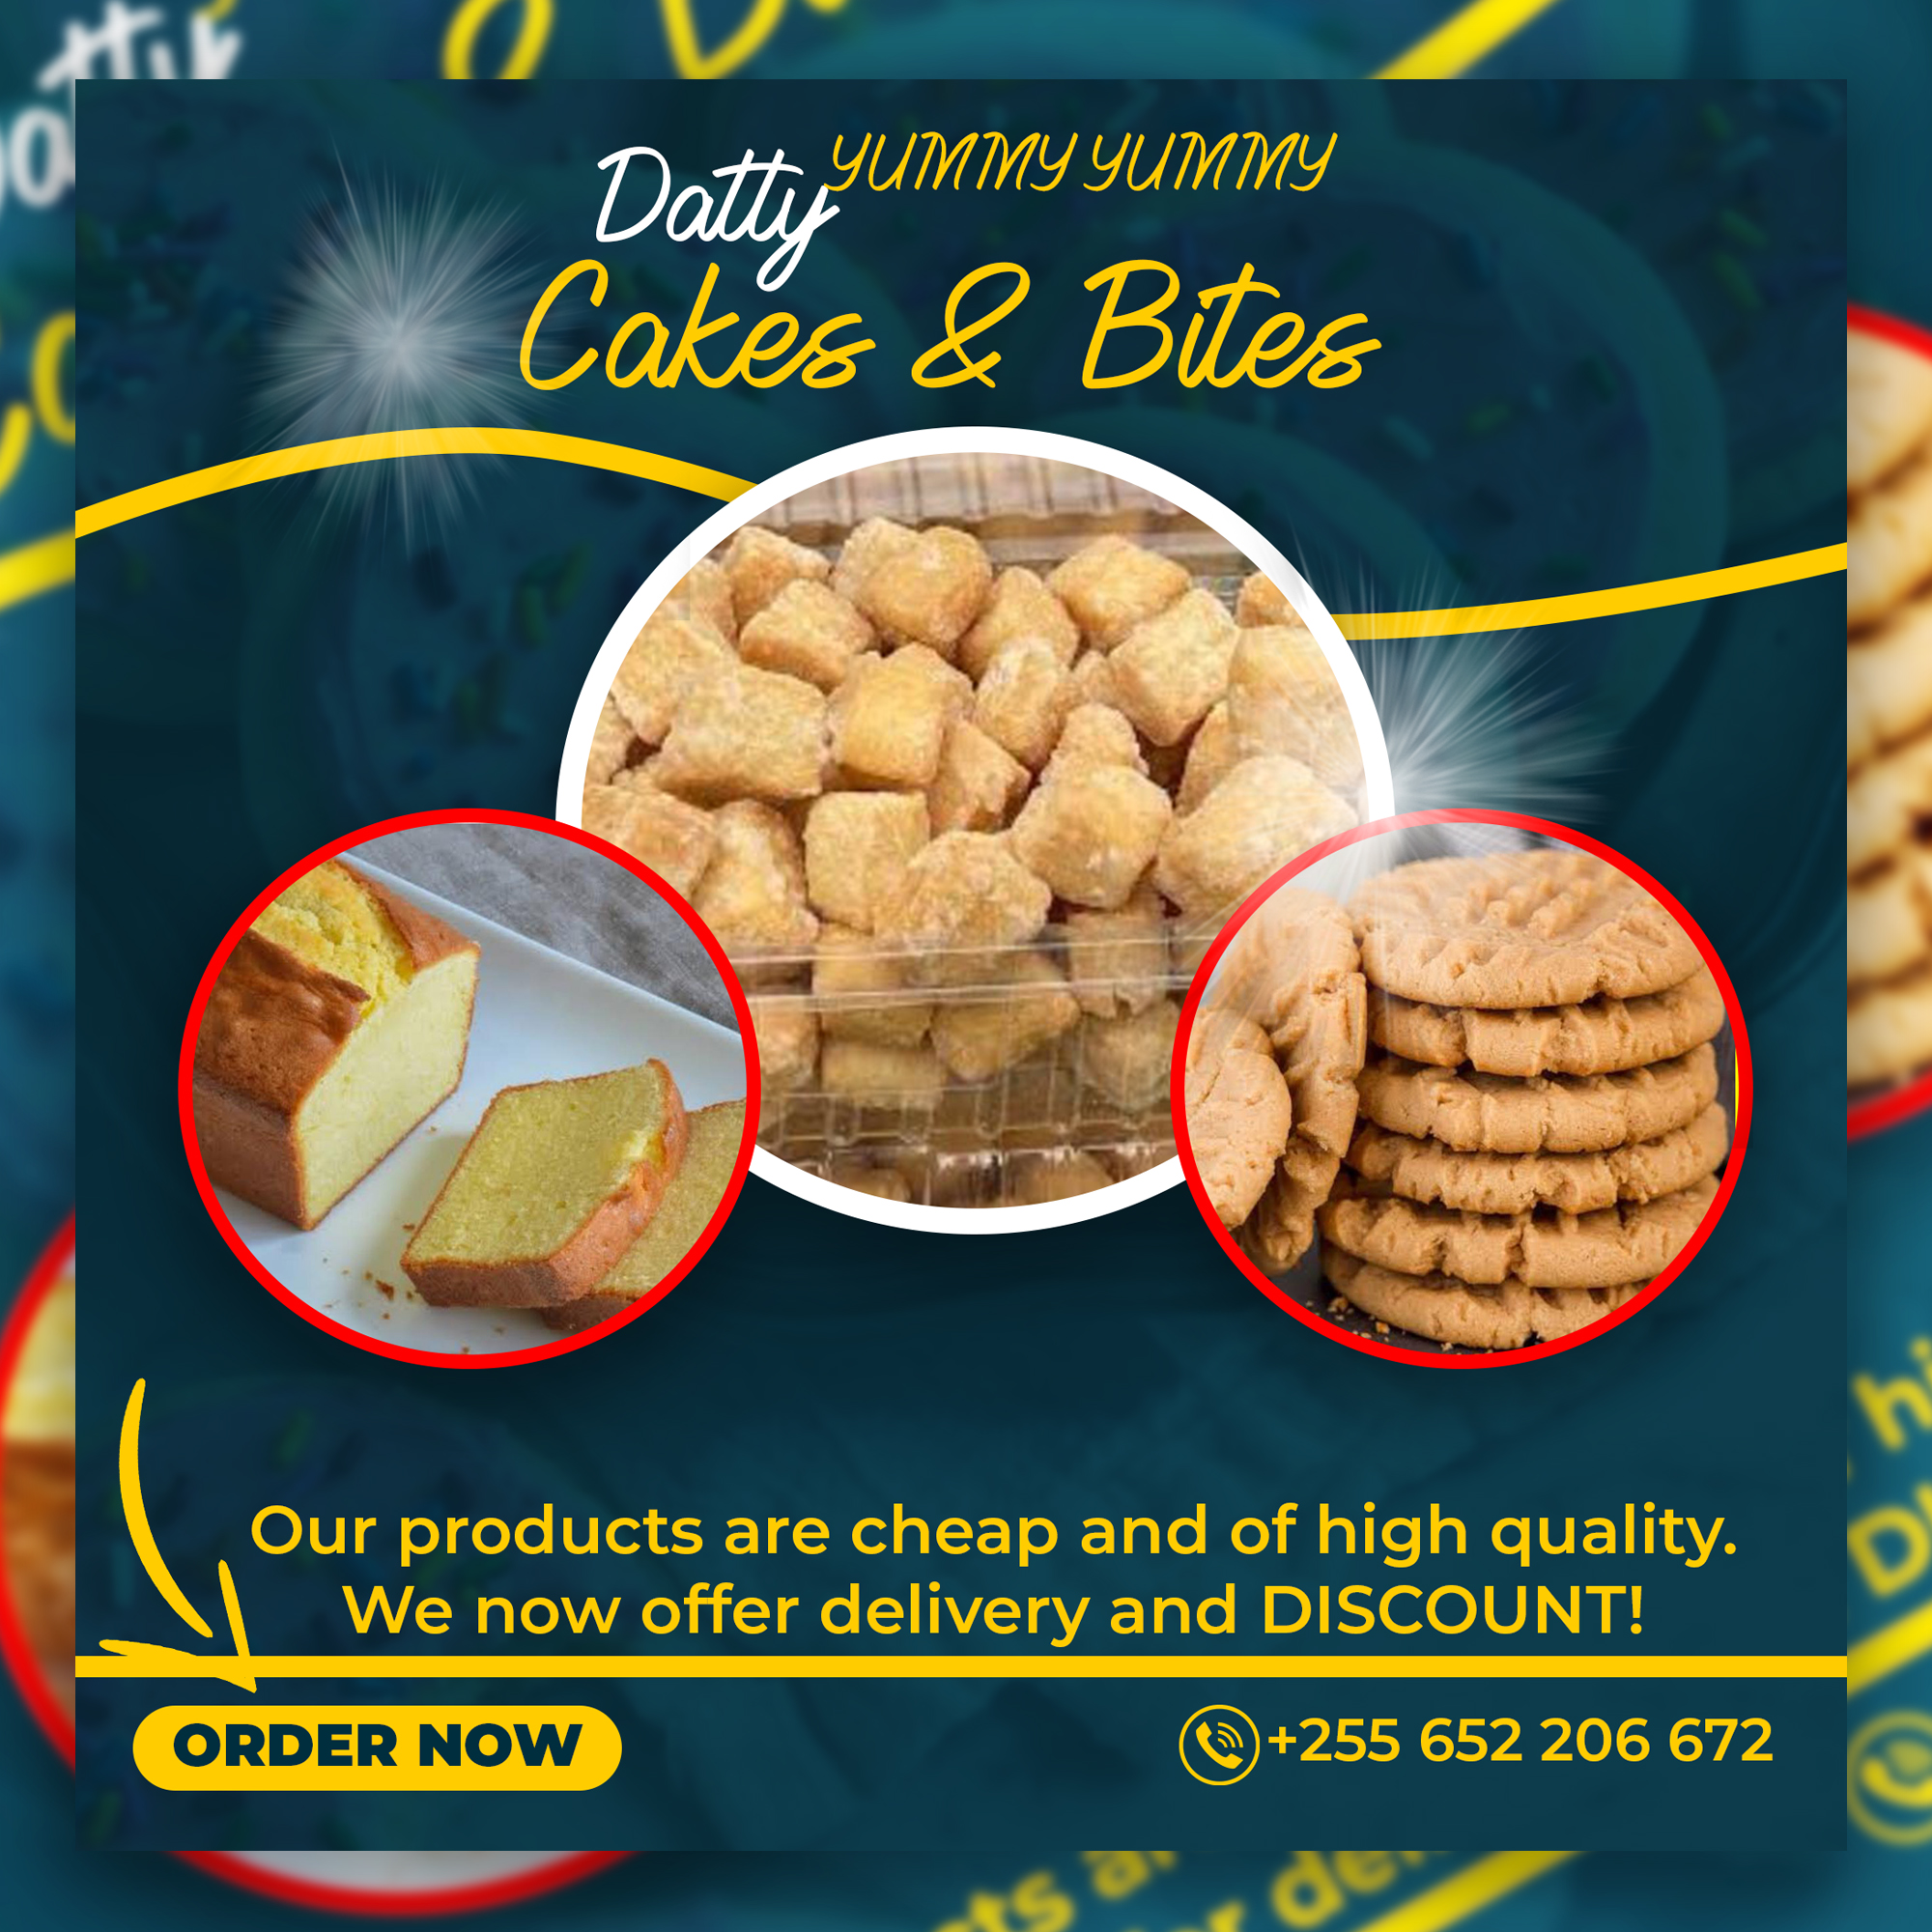 YUMMY YUMMY
Datty
Cakes & Bites
Our products are cheap and of high quality.
We now offer delivery and DISCOUNT!
ORDER NOW
+255 652 206 672